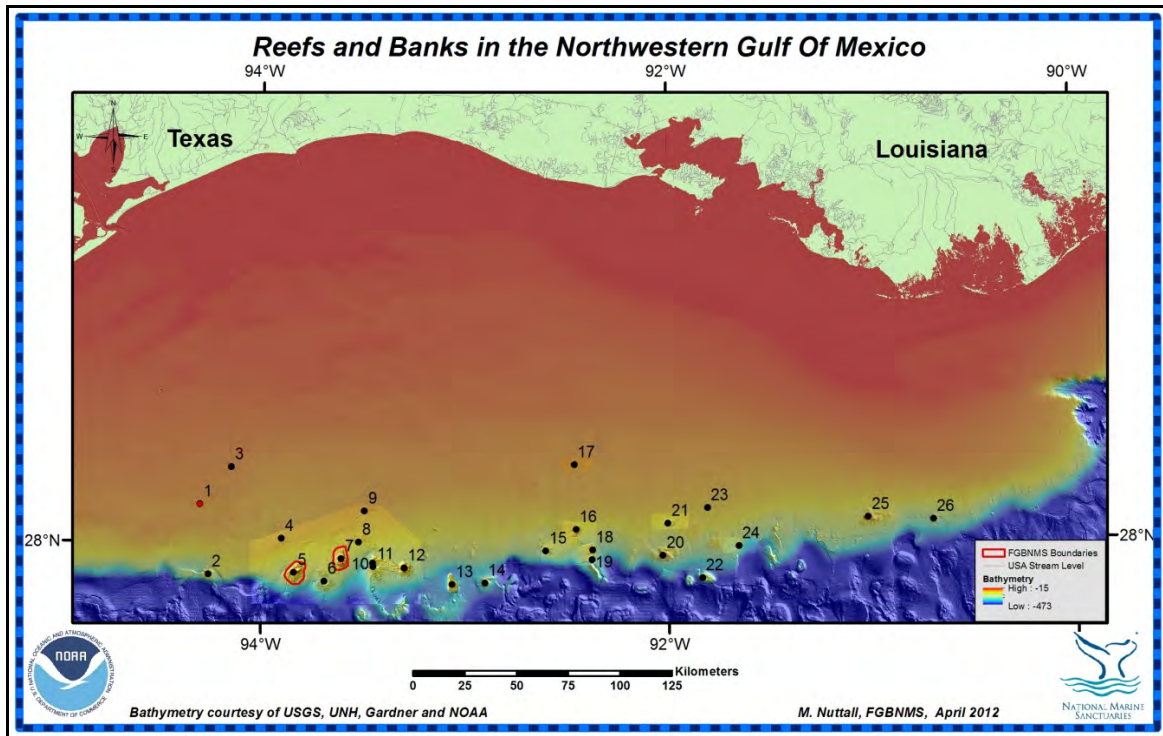 Reefs and Banks in the Northwestern Gulf Of Mexico
94°W 92°W 90°W
N
W E
S
Texas
Louisiana
3
17
1
9
23
25
26
4
8
16
21
28°N
28°N
7
15
18
24
2
5
6
10
11
12
13
14
19
20
22
FGBNMS Boundaries
USA Stream Level
Bathymetry
High : -15
Low : -473
94°W 92°W
Kilometers
0 25 50 75 100 125
NATIONAL OCEANIC AND ATMOSPHERIC ADMINISTRATION
NOAA
U.S. DEPARTMENT OF COMMERCE
Bathymetry courtesy of USGS, UNH, Gardner and NOAA
M. Nuttall, FGBNMS, April 2012
NATIONAL MARINE
SANCTUARIES